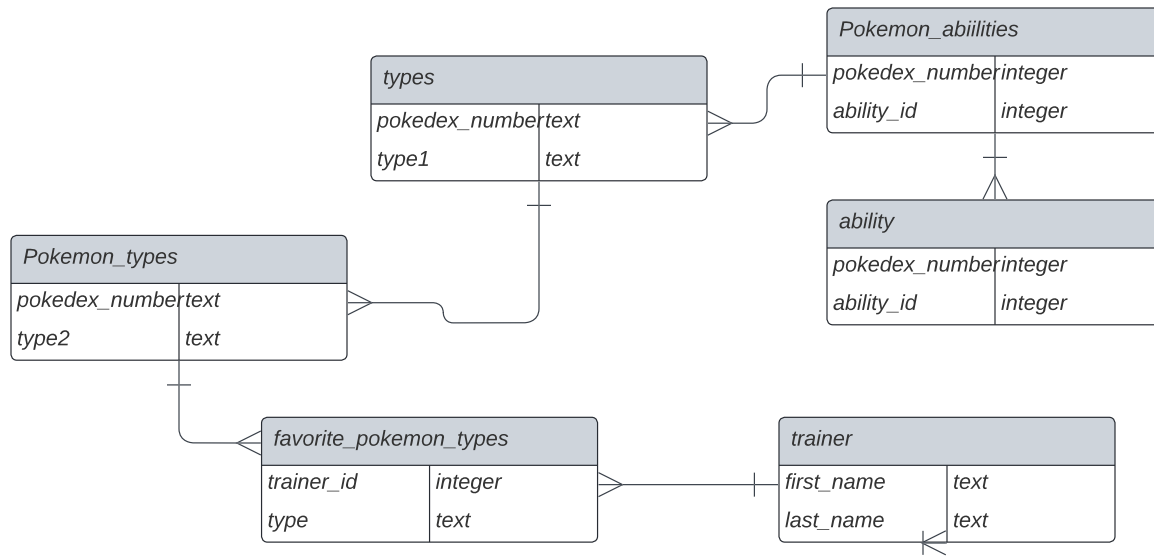 Pokemon_abiilities
pokedex_number integer
ability_id integer
types
pokedex_number text
type1 text
ability
pokedex_number integer
ability_id integer
Pokemon_types
pokedex_number text
type2 text
favorite_pokemon_types
trainer_id integer
type text
trainer
first_name text
last_name text